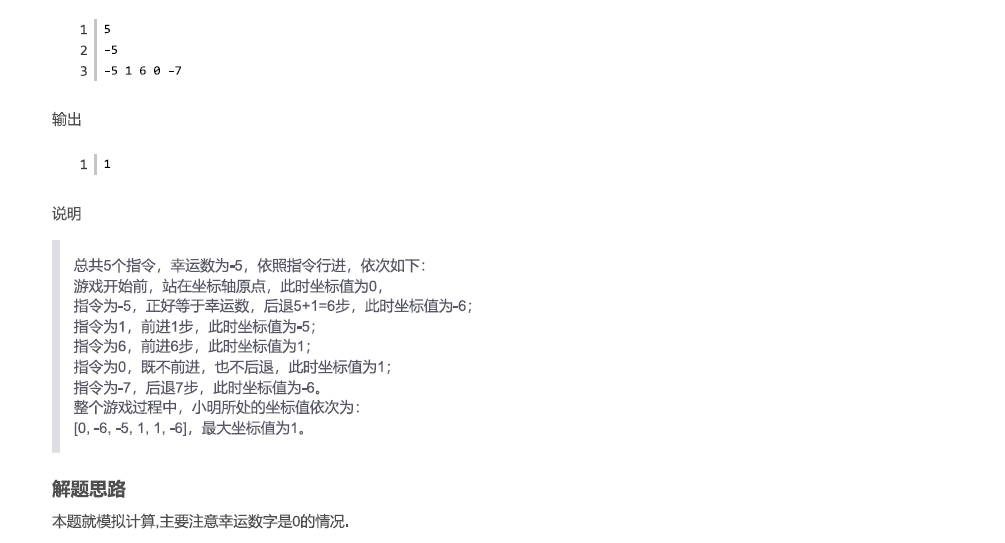 1 5
2 -5
3 -5 1 6 0 -7
输出
1 1
说明
总共5个指令，幸运数为-5，依照指令行进，依次如下：
游戏开始前，站在坐标轴原点，此时坐标值为0，
指令为-5，正好等于幸运数，后退5+1=6步，此时坐标值为-6；
指令为1，前进1步，此时坐标值为-5；
指令为6，前进6步，此时坐标值为1；
指令为0，既不前进，也不后退，此时坐标值为1；
指令为-7，后退7步，此时坐标值为-6。
整个游戏过程中，小明所处的坐标值依次为：
[0, -6, -5, 1, 1, -6]，最大坐标值为1。
解题思路
本题就模拟计算,主要注意幸运数字是0的情况.